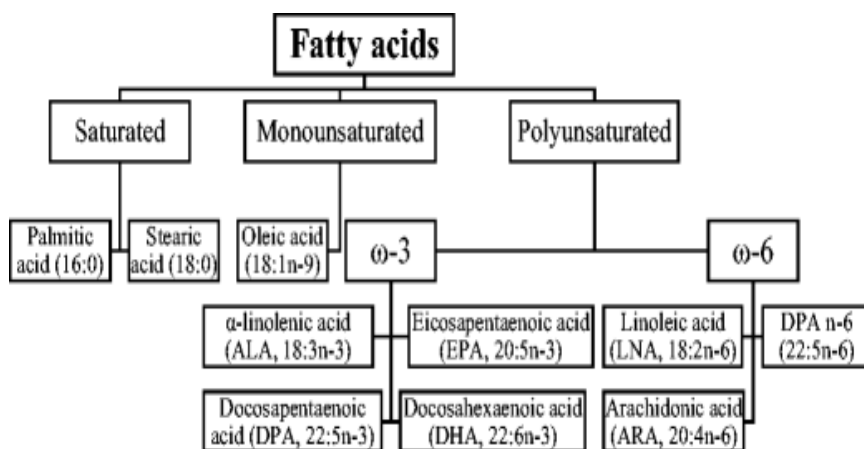 Fatty acids
Saturated
Monounsaturated
Polyunsaturated
Palmitic
acid (16:0)
Stearic
acid (18:0)
Oleic acid
(18:1n-9)
ω-3
ω-6
α-linolenic acid
(ALA, 18:3n-3)
Eicosapentaenoic acid
(EPA, 20:5n-3)
Linoleic acid
(LNA, 18:2n-6)
DPA n-6
(22:5n-6)
Docosapentaenoic
acid (DPA, 22:5n-3)
Docosahexaenoic acid
(DHA, 22:6n-3)
Arachidonic acid
(ARA, 20:4n-6)